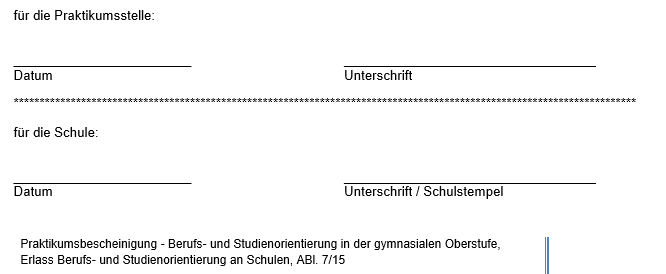 für die Praktikumsstelle:
Datum Unterschrift
****************************************************************************************************************************
für die Schule:
Datum Unterschrift / Schulstempel
Praktikumsbescheinigung - Berufs- und Studienorientierung in der gymnasialen Oberstufe,
Erlass Berufs- und Studienorientierung an Schulen, ABl. 7/15